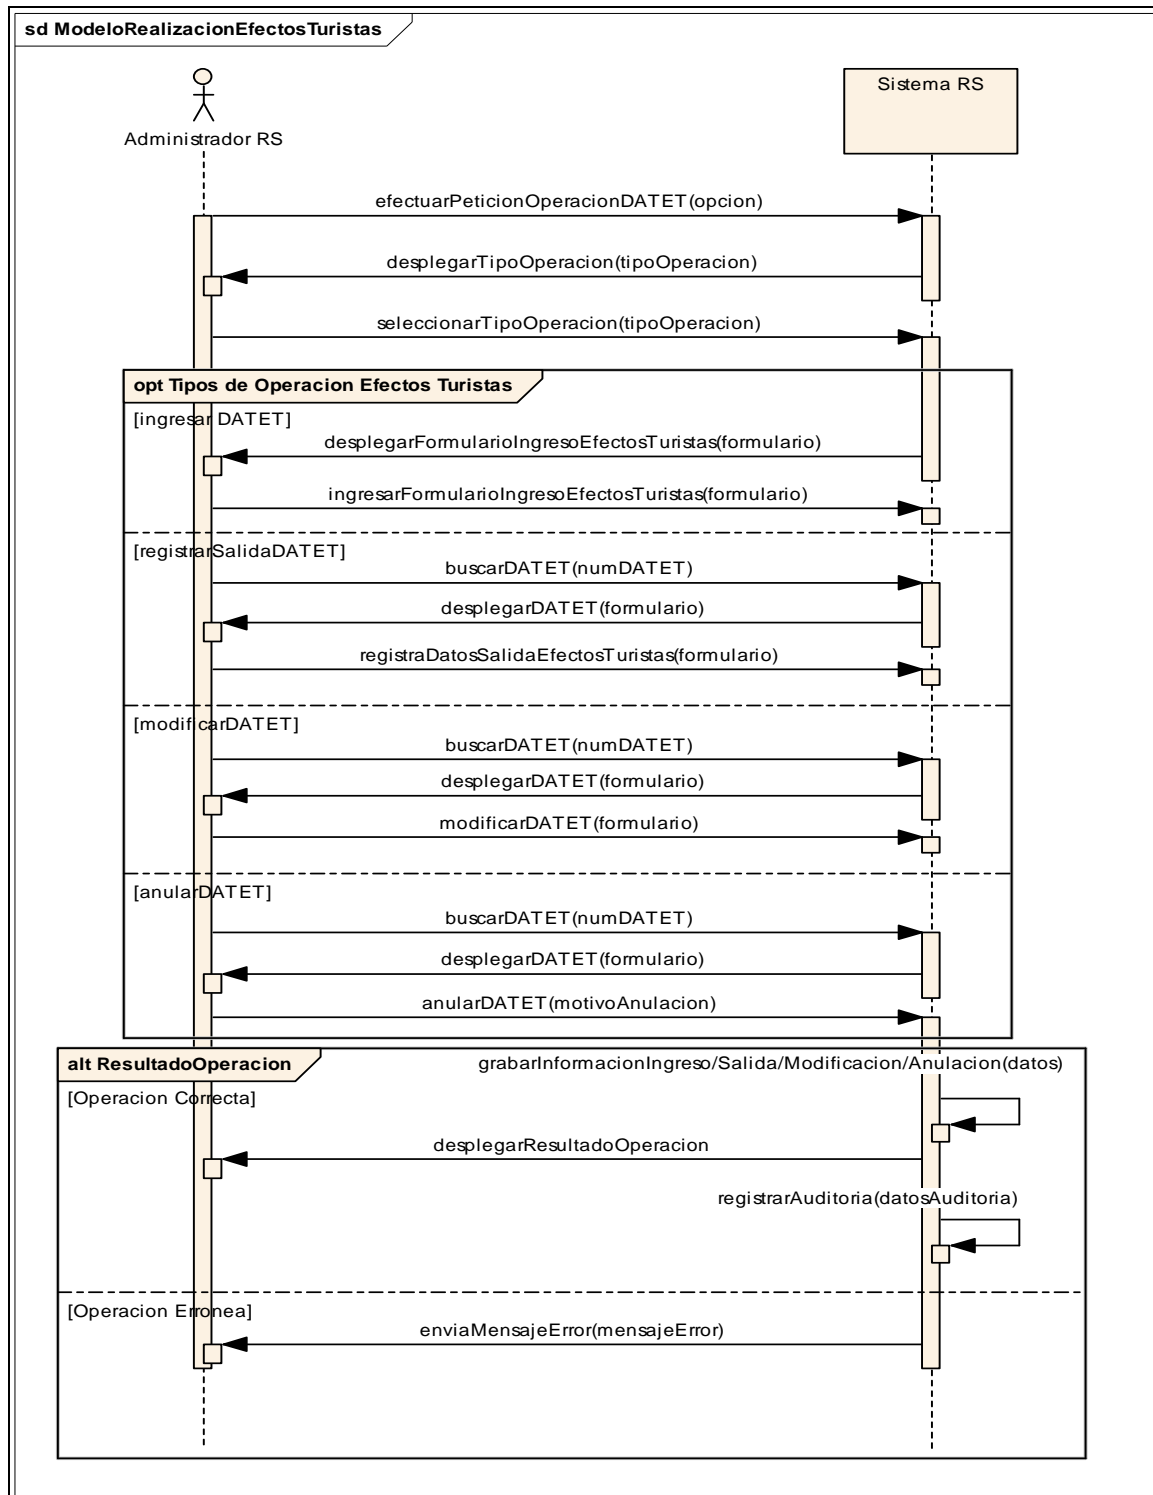 sd ModeloRealizacionEfectosTuristas
Administrador RS
Sistema RS
efectuarPeticionOperacionDATET(opcion)
desplegarTipoOperacion(tipoOperacion)
seleccionarTipoOperacion(tipoOperacion)
opt Tipos de Operacion Efectos Turistas
[ingresar DATET]
desplegarFormularioIngresoEfectosTuristas(formulario)
ingresarFormularioIngresoEfectosTuristas(formulario)
[registrarSalidaDATET]
buscarDATET(numDATET)
desplegarDATET(formulario)
registraDatosSalidaEfectosTuristas(formulario)
[modificarDATET]
buscarDATET(numDATET)
desplegarDATET(formulario)
modificarDATET(formulario)
[anularDATET]
buscarDATET(numDATET)
desplegarDATET(formulario)
anularDATET(motivoAnulacion)
alt ResultadoOperacion
grabarInformacionIngreso/Salida/Modificacion/Anulacion(datos)
[Operacion Correcta]
desplegarResultadoOperacion
registrarAuditoria(datosAuditoria)
[Operacion Erronea]
enviaMensajeError(mensajeError)